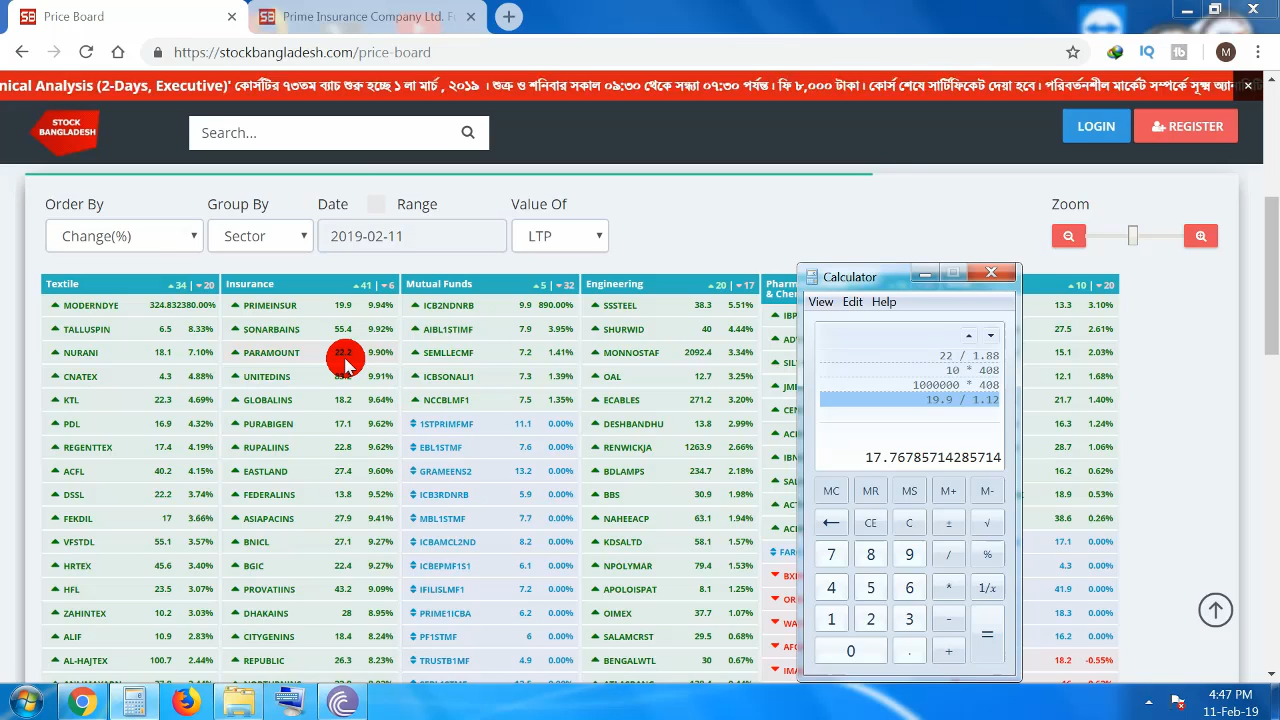 Price Board
Prime Insurance Company Ltd. Fu
https://stockbangladesh.com/price-board
nical Analysis (2-Days, Executive)' কোর্সটির ৭৩তম ব্যাচ শুরু হচ্ছে ১ লা মার্চ , ২০১৯ । শুক্র ও শনিবার সকাল ০৯:৩০ থেকে সন্ধ্যা ০৭:৩০ পর্যন্ত। ফি ৮,০০০ টাকা। কোর্স শেষে সার্টিফিকেট দেয়া হবে। পরিবর্তনশীল মার্কেট সম্পর্কে সূক্ষ্ম
STOCK
BANGLADESH
Search...
LOGIN
REGISTER
Order By Group By Date Range Value Of Zoom
Change(%) Sector 2019-02-11 LTP
Textile 34 | 20 Insurance 41 | 6 Mutual Funds 5 | 32 Engineering 20 | 17 Pharm & Chem 10 | 20
MODERNDYE 324.832380.00% PRIMEINSUR 19.9 9.94% ICB2NDNRB 9.9 890.00% SSSTEEL 38.3 5.51% IBP 13.3 3.10%
TALLUSPIN 6.5 8.33% SONARBAINS 55.4 9.92% AIBL1STIMF 7.9 3.95% SHURWID 40 4.44% 27.5 2.61%
NURANI 18.1 7.10% PARAMOUNT 22.2 9.90% SEMLLECMF 7.2 1.41% MONNOSTAF 2092.4 3.34% 15.1 2.03%
CNATEX 4.3 4.88% UNITEDINS 9.91% ICBSONALI1 7.3 1.39% OAL 12.7 3.25% 12.1 1.68%
KTL 22.3 4.69% GLOBALINS 18.2 9.64% NCCBLMF1 7.5 1.35% ECABLES 271.2 3.20% 21.7 1.40%
PDL 16.9 4.32% PURABIGEN 17.1 9.62% 1STPRIMFMF 11.1 0.00% DESHBANDHU 13.8 2.99% 16.3 1.24%
REGENTTEX 17.4 4.19% RUPALIINS 22.8 9.62% EBL1STMF 7.6 0.00% RENWICKJA 1263.9 2.66% 28.7 1.06%
ACFL 40.2 4.15% EASTLAND 27.4 9.60% GRAMEENS2 13.2 0.00% BDLAMPS 234.7 2.18% 16.2 0.62%
DSSL 22.2 3.74% FEDERALINS 13.8 9.52% ICB3RDNRB 5.9 0.00% BBS 30.9 1.98% 18.9 0.53%
FEKDIL 17 3.66% ASIAPACINS 27.9 9.41% MBL1STMF 7.7 0.00% NAHEEACP 63.1 1.94% 38.6 0.26%
VFSTDL 55.1 3.57% BNICL 27.1 9.27% ICBAMCL2ND 8.2 0.00% KDSALTD 58.1 1.57% 17.1 0.00%
HRTEX 45.6 3.40% BGIC 22.4 9.27% ICBEPMF1S1 7 0.00% NPOLYMAR 79.4 1.53% 4.3 0.00%
HFL 23.5 3.07% PROVATIINS 43.2 8.95% IFILISLMF1 7.2 0.00% APOLOISPAT 8.1 1.25% 41.9 0.00%
ZAHINTEX 10.2 3.03% DHAKAINS 28 8.95% PRIME1ICBA 6.2 0.00% OIMEX 37.7 1.07% 18.3 0.00%
ALIF 10.9 2.83% CITYGENINS 18.4 8.24% PF1STMF 6 0.00% SALAMCRST 29.5 0.68% 16.2 0.00%
AL-HAJTEX 100.7 2.44% REPUBLIC 26.3 8.23% TRUSTB1MF 4.9 0.00% BENGALWTL 30 0.67% 18.2 -0.55%
Calculator
View Edit Help
22 / 1.88
10 * 408
1000000 * 408
19.9 / 1.12
17.76785714285714
MC MR MS M+ M-
← CE C ± √
7 8 9 / %
4 5 6 * 1/x
1 2 3 - =
0 . +
4:47 PM
11-Feb-19